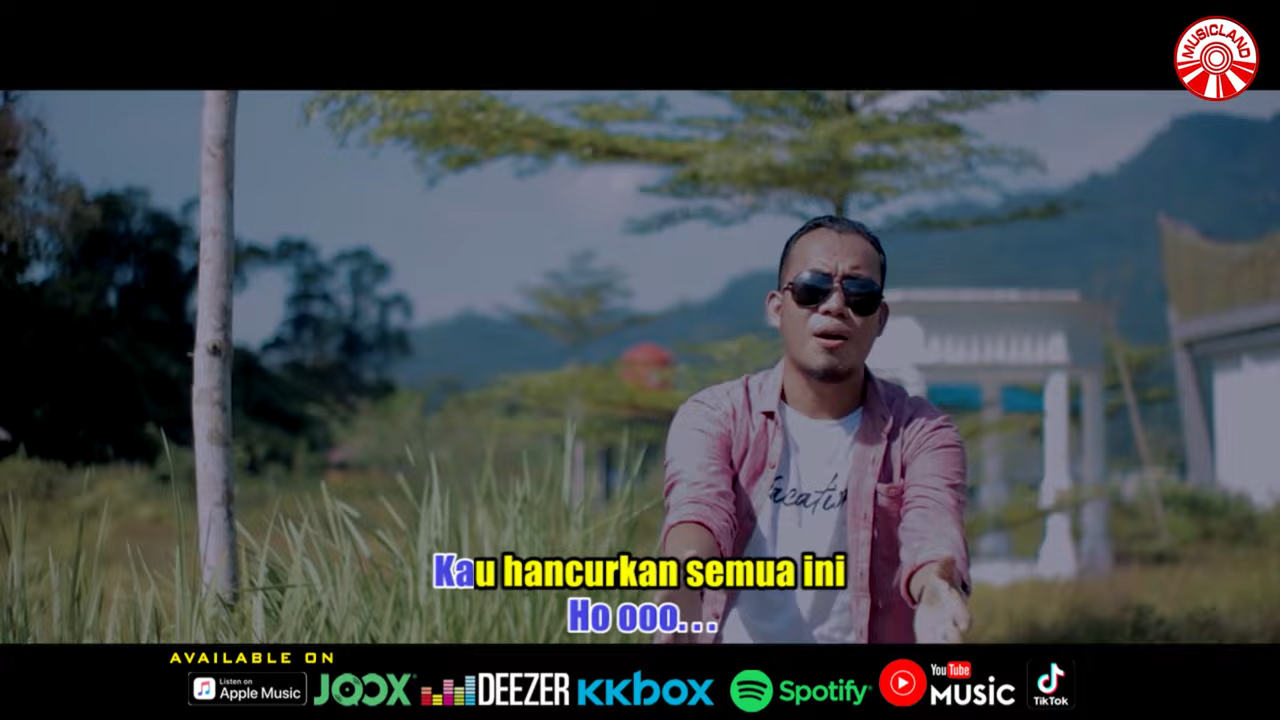 MUSICLAND
Kau hancurkan semua ini
Ho ooo. . .
AVAILABLE ON
Listen on
Apple Music
JOOX
DEEZER
KKBOX
Spotify
YouTube
MUSIC
TikTok